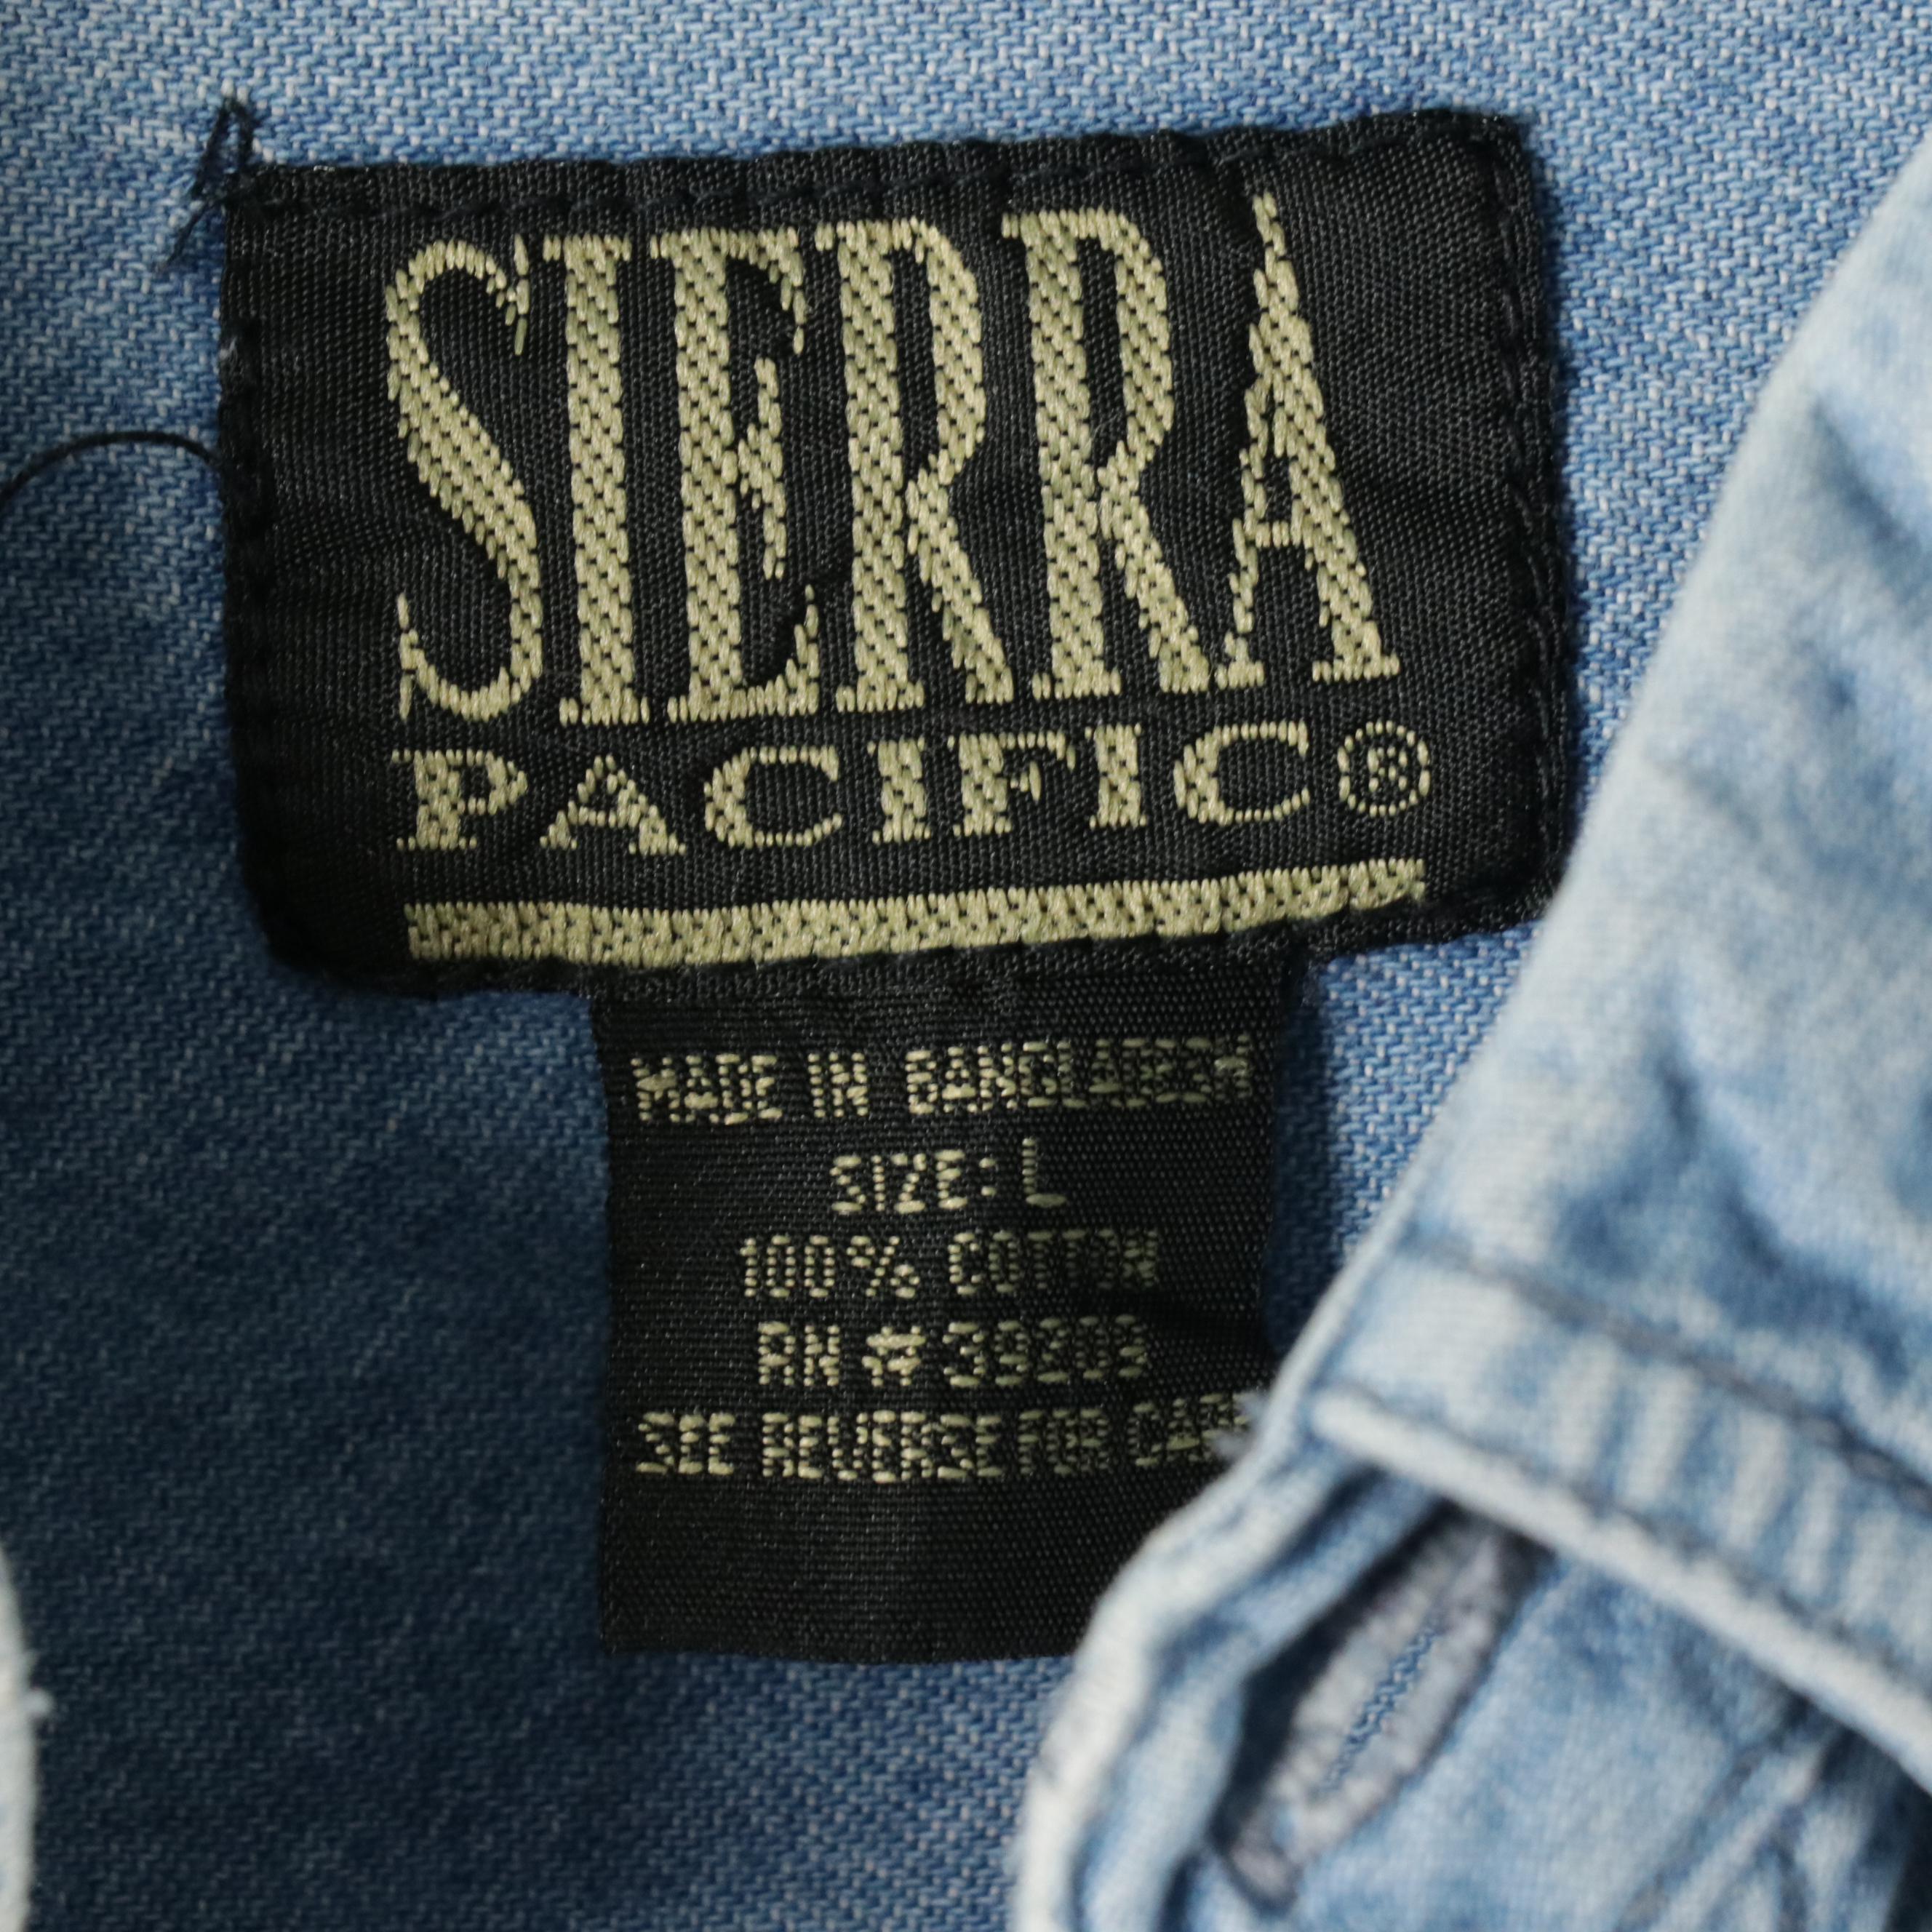 SIERRA
PACIFIC®
MADE IN BANGLADESH
SIZE: L
100% COTTON
RN #39209
SEE REVERSE FOR CARE